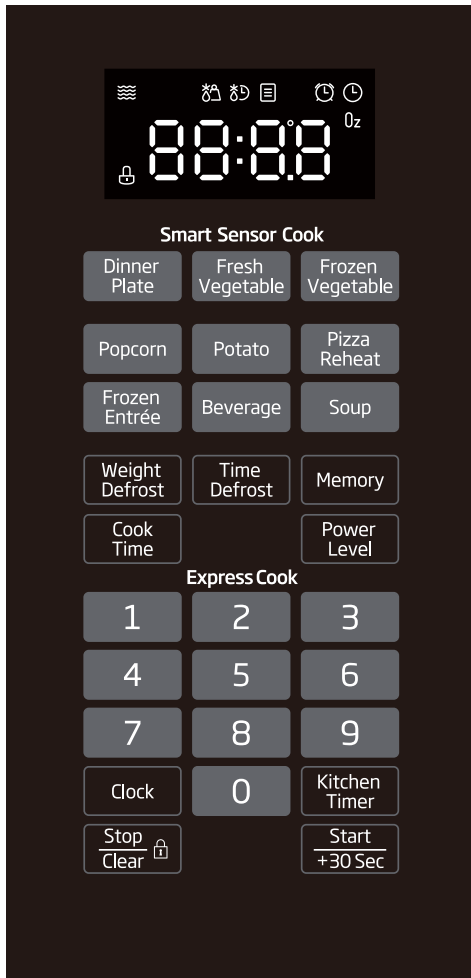 Oz
88:8.8
Smart Sensor Cook
Dinner Plate
Fresh Vegetable
Frozen Vegetable
Popcorn
Potato
Pizza Reheat
Frozen Entrée
Beverage
Soup
Weight Defrost
Time Defrost
Memory
Cook Time
Power Level
Express Cook
1
2
3
4
5
6
7
8
9
Clock
0
Kitchen Timer
Stop
Clear
Start
+30 Sec